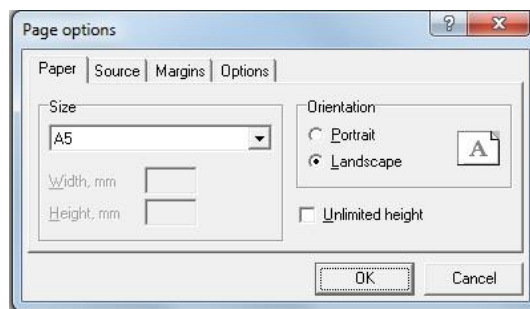 Page options
Paper Source Margins Options
Size
A5
Width, mm
Height, mm
Orientation
Portrait
Landscape
A
Unlimited height
OK Cancel